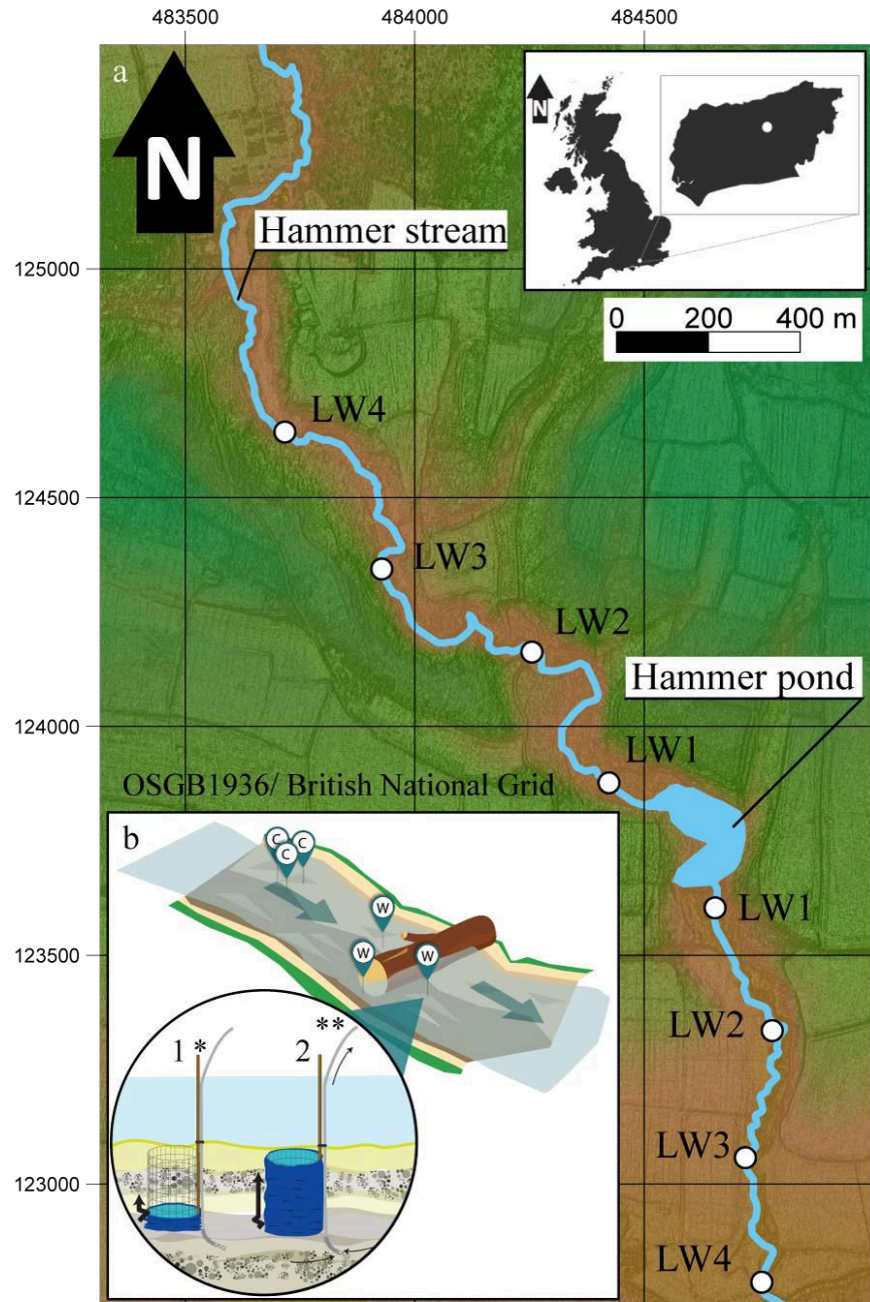 483500 484000 484500
a
N
N
Hammer stream
125000
0 200 400 m
LW4
124500
LW3
LW2
Hammer pond
124000
LW1
OSGB1936/ British National Grid
b
C C
C
LW1
W
123500
W W
LW2
1 * 2 **
LW3
123000
LW4